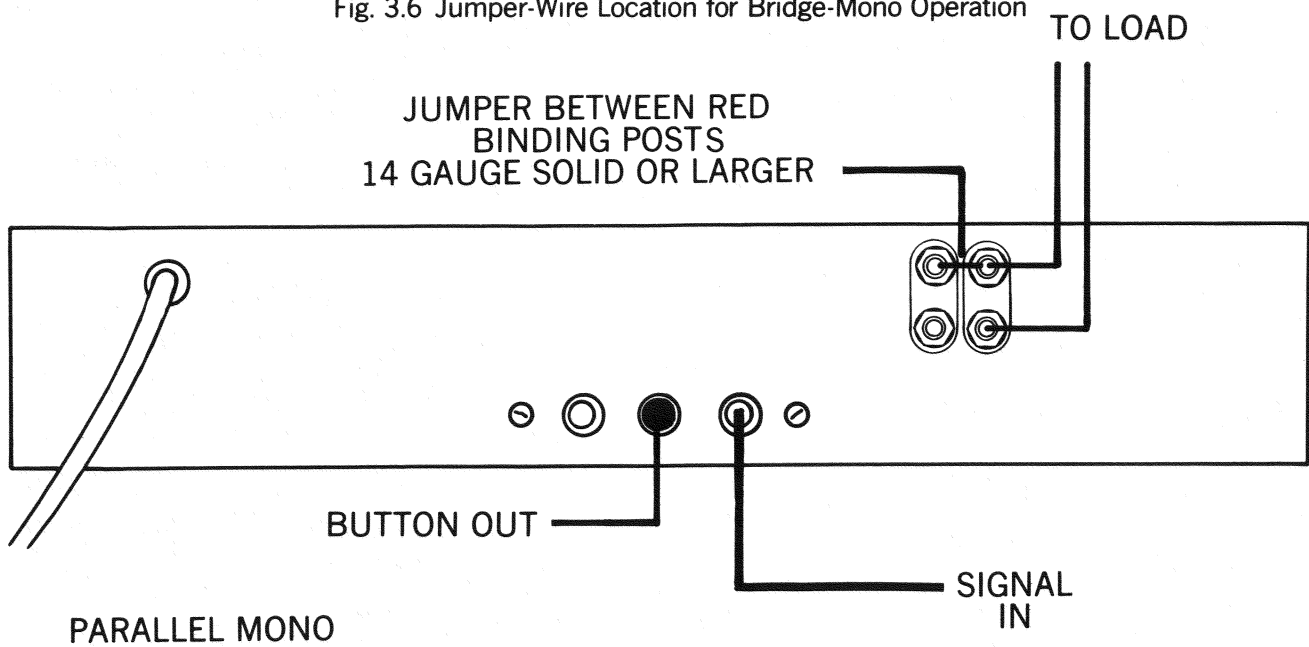 Fig. 3.6 Jumper-Wire Location for Bridge-Mono Operation
TO LOAD
JUMPER BETWEEN RED
BINDING POSTS
14 GAUGE SOLID OR LARGER
BUTTON OUT
SIGNAL
IN
PARALLEL MONO